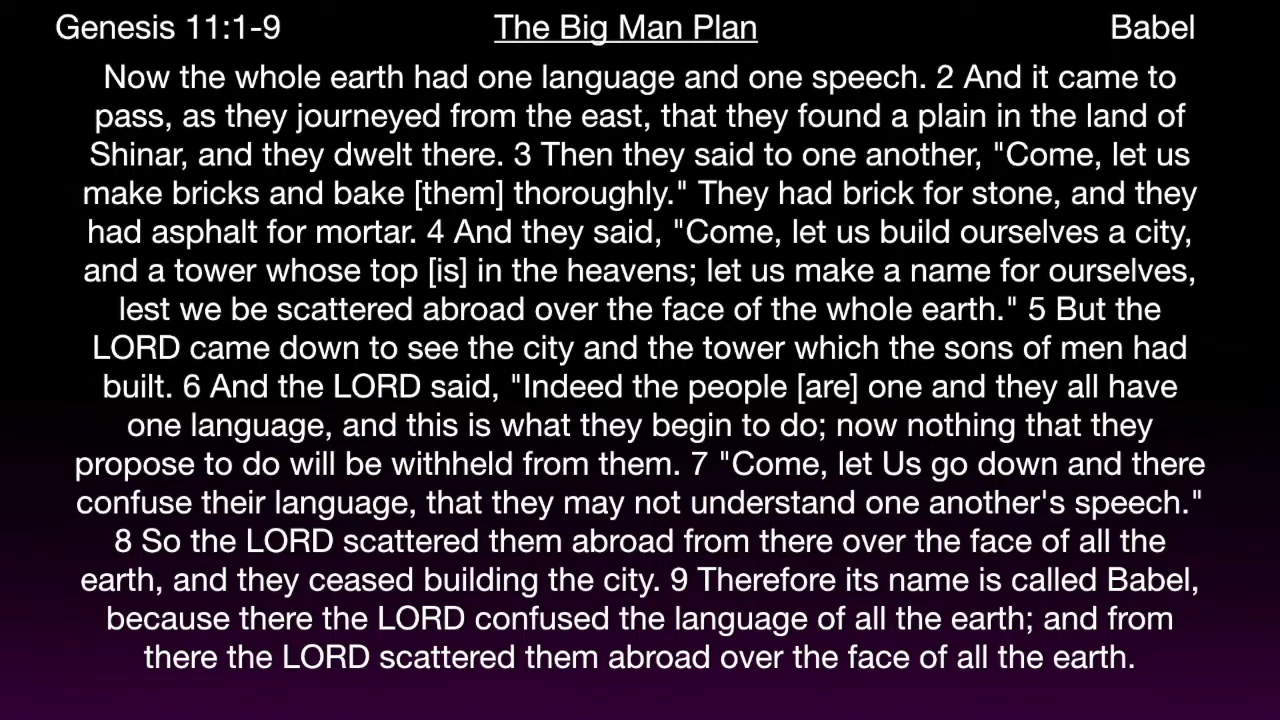 Genesis 11:1-9 The Big Man Plan Babel
Now the whole earth had one language and one speech. 2 And it came to
pass, as they journeyed from the east, that they found a plain in the land of
Shinar, and they dwelt there. 3 Then they said to one another, "Come, let us
make bricks and bake [them] thoroughly." They had brick for stone, and they
had asphalt for mortar. 4 And they said, "Come, let us build ourselves a city,
and a tower whose top [is] in the heavens; let us make a name for ourselves,
lest we be scattered abroad over the face of the whole earth." 5 But the
LORD came down to see the city and the tower which the sons of men had
built. 6 And the LORD said, "Indeed the people [are] one and they all have
one language, and this is what they begin to do; now nothing that they
propose to do will be withheld from them. 7 "Come, let Us go down and there
confuse their language, that they may not understand one another's speech."
8 So the LORD scattered them abroad from there over the face of all the
earth, and they ceased building the city. 9 Therefore its name is called Babel,
because there the LORD confused the language of all the earth; and from
there the LORD scattered them abroad over the face of all the earth.